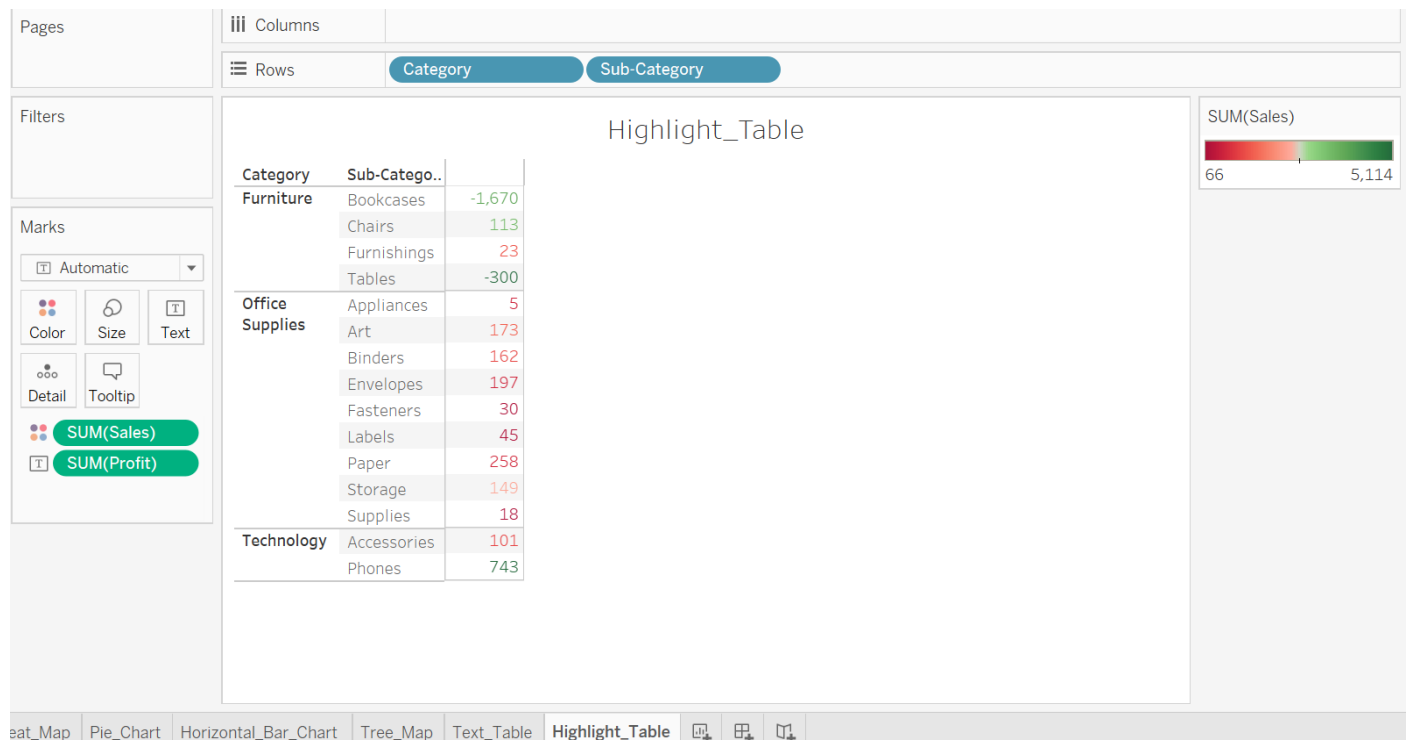 Pages
Columns
Rows Category Sub-Category
Filters
Marks
Automatic
Color Size Text
Detail Tooltip
SUM(Sales)
SUM(Profit)
Highlight_Table
Category Sub-Catego..
Furniture Bookcases -1,670
Chairs 113
Furnishings 23
Tables -300
Office Supplies Appliances 5
Art 173
Binders 162
Envelopes 197
Fasteners 30
Labels 45
Paper 258
Storage 149
Supplies 18
Technology Accessories 101
Phones 743
SUM(Sales)
66 5,114
eat_Map Pie_Chart Horizontal_Bar_Chart Tree_Map Text_Table Highlight_Table